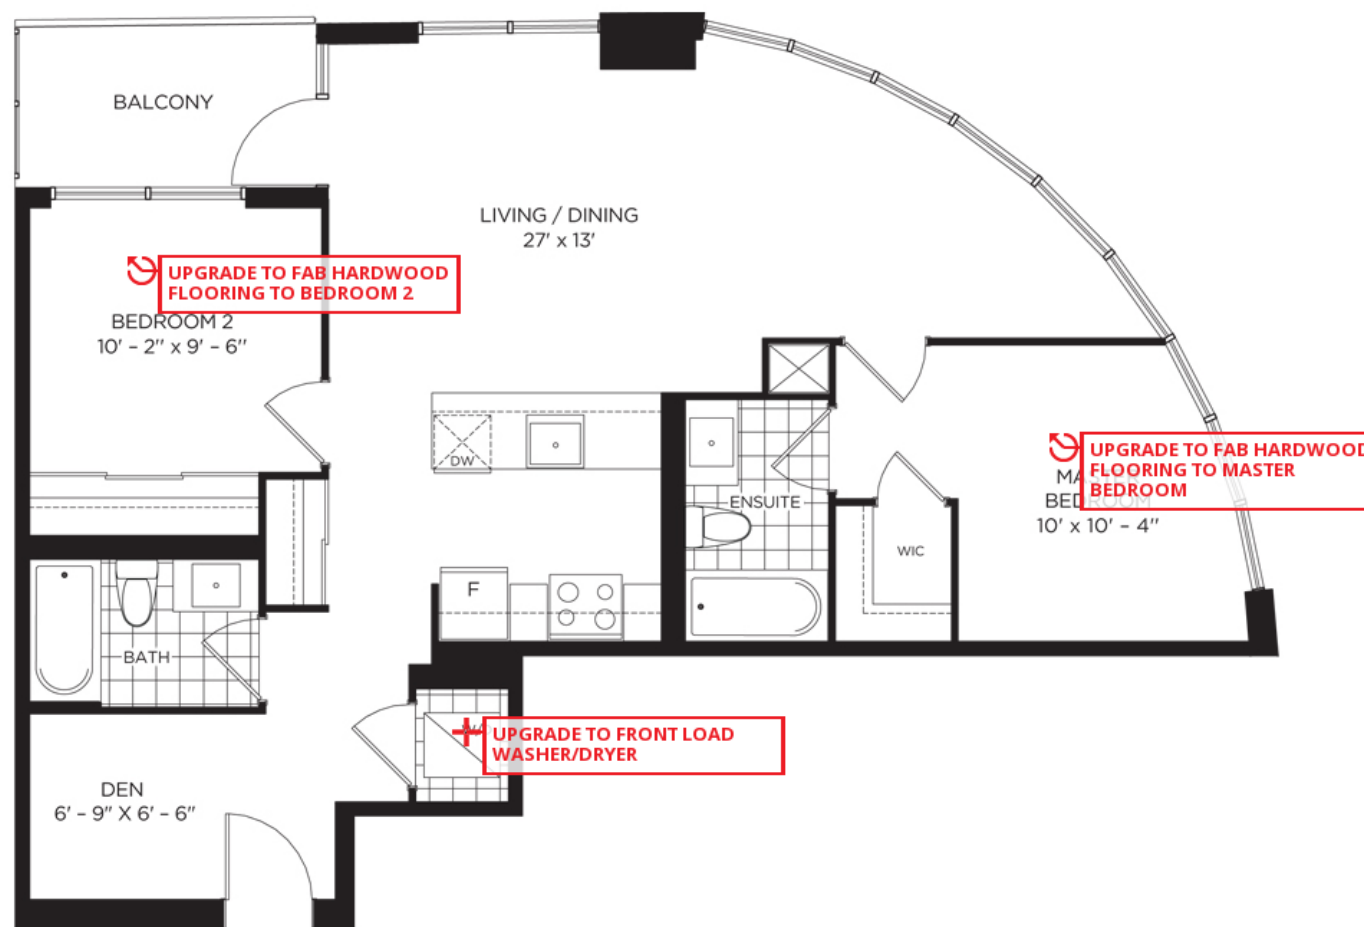 BALCONY
LIVING / DINING
27' x 13'
UPGRADE TO FAB HARDWOOD
FLOORING TO BEDROOM 2
BEDROOM 2
10' - 2" x 9' - 6"
UPGRADE TO FAB HARDWOOD
FLOORING TO MASTER
BEDROOM
MASTER
BEDROOM
10' x 10' - 4"
DW
ENSUITE
WIC
F
BATH
UPGRADE TO FRONT LOAD
WASHER/DRYER
DEN
6' - 9" X 6' - 6"